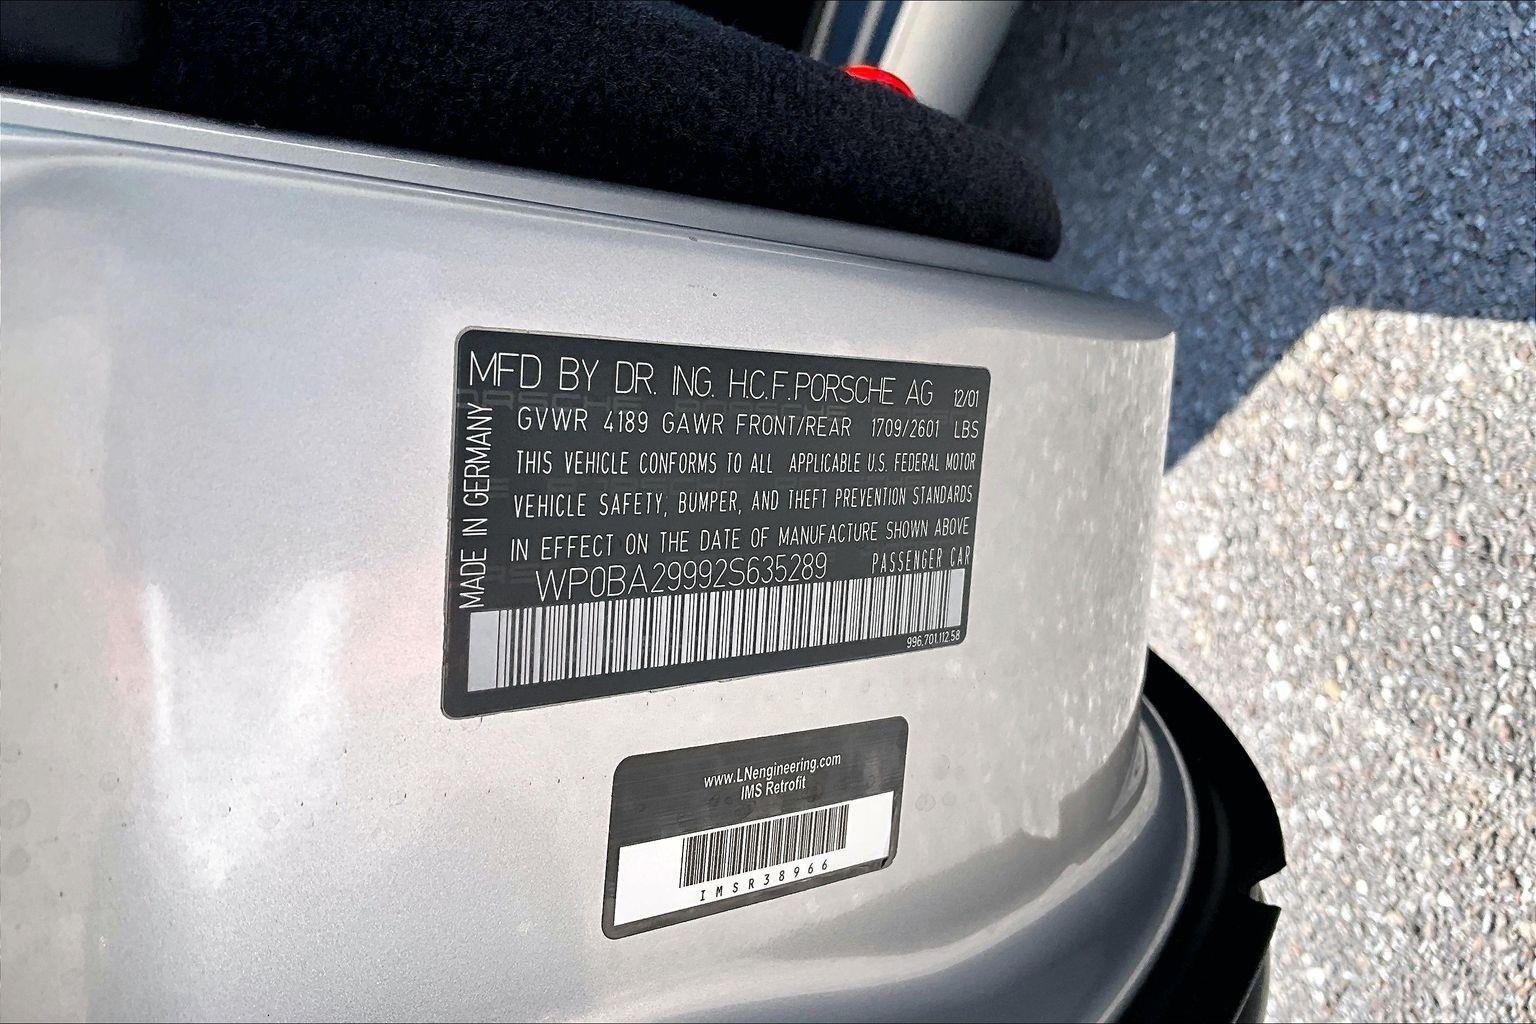 MFD BY DR. ING. H.C.F. PORSCHE AG 12/01
GVWR 4189 GAWR FRONT/REAR 1709/2601 LBS
THIS VEHICLE CONFORMS TO ALL APPLICABLE U.S. FEDERAL MOTOR
VEHICLE SAFETY, BUMPER, AND THEFT PREVENTION STANDARDS
IN EFFECT ON THE DATE OF MANUFACTURE SHOWN ABOVE
WP0BA29992S635289 PASSENGER CAR
MADE IN GERMANY
996.701.112.58
www.LNengineering.com
IMS Retrofit
IMSR38966